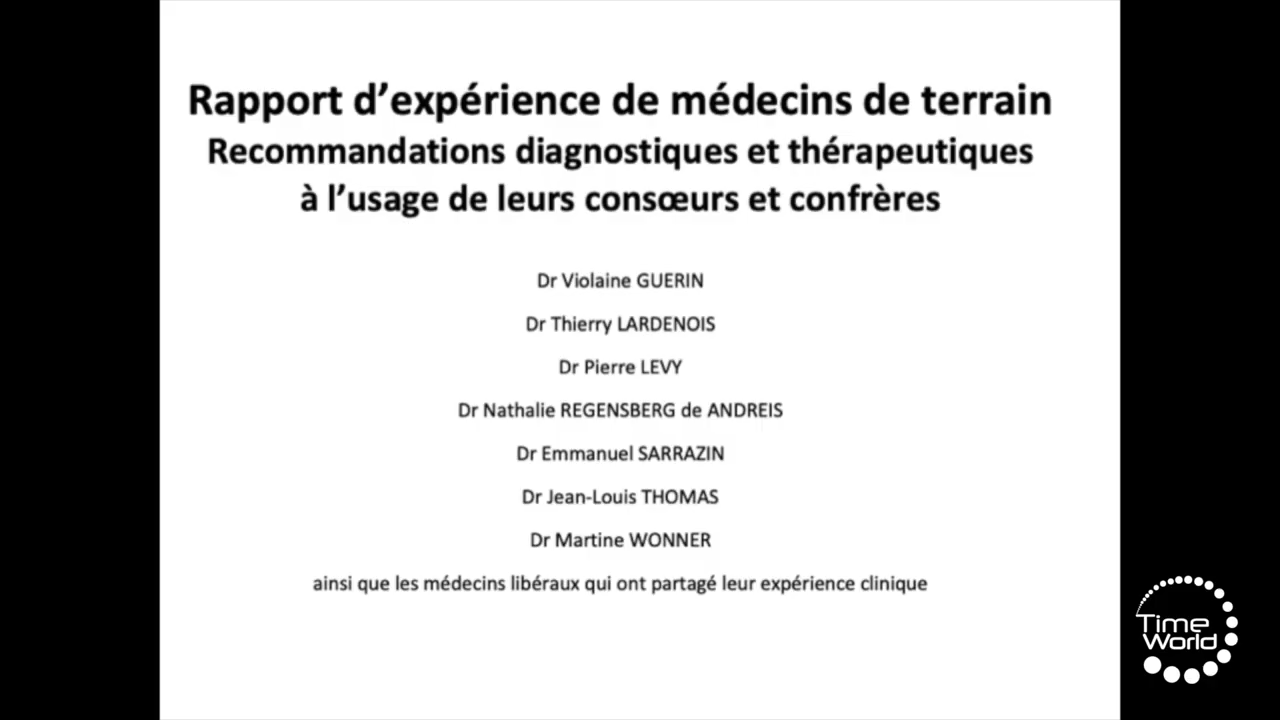 Rapport d’expérience de médecins de terrain
Recommandations diagnostiques et thérapeutiques
à l’usage de leurs consœurs et confrères
Dr Violaine GUERIN
Dr Thierry LARDENOIS
Dr Pierre LEVY
Dr Nathalie REGENSBERG de ANDREIS
Dr Emmanuel SARRAZIN
Dr Jean-Louis THOMAS
Dr Martine WONNER
ainsi que les médecins libéraux qui ont partagé leur expérience clinique
Time
World